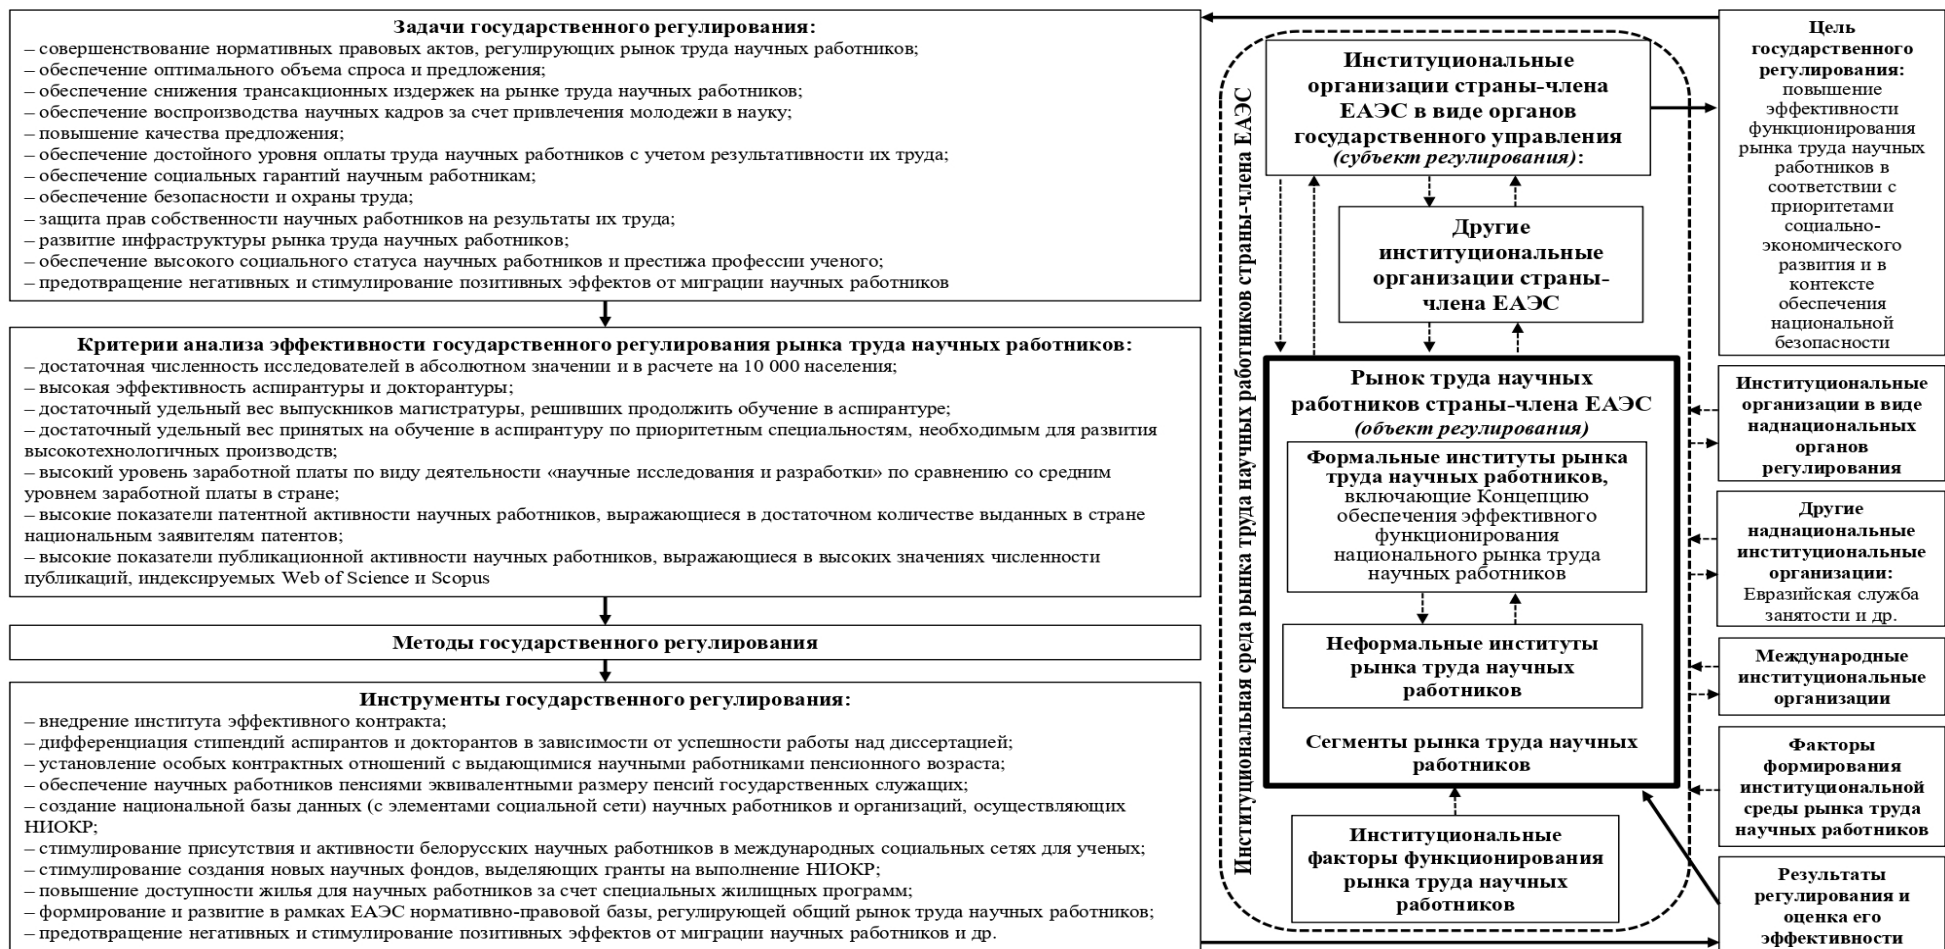 Задачи государственного регулирования:
– совершенствование нормативных правовых актов, регулирующих рынок труда научных работников;
– обеспечение оптимального объема спроса и предложения;
– обеспечение снижения трансакционных издержек на рынке труда научных работников;
– обеспечение воспроизводства научных кадров за счет привлечения молодежи в науку;
– повышение качества предложения;
– обеспечение достойного уровня оплаты труда научных работников с учетом результативности их труда;
– обеспечение социальных гарантий научным работникам;
– обеспечение безопасности и охраны труда;
– защита прав собственности научных работников на результаты их труда;
– развитие инфраструктуры рынка труда научных работников;
– обеспечение высокого социального статуса научных работников и престижа профессии ученого;
– предотвращение негативных и стимулирование позитивных эффектов от миграции научных работников
Критерии анализа эффективности государственного регулирования рынка труда научных работников:
– достаточная численность исследователей в абсолютном значении и в расчете на 10 000 населения;
– высокая эффективность аспирантуры и докторантуры;
– достаточный удельный вес выпускников магистратуры, решивших продолжить обучение в аспирантуре;
– достаточный удельный вес принятых на обучение в аспирантуру по приоритетным специальностям, необходимым для развития
высокотехнологичных производств;
– высокий уровень заработной платы по виду деятельности «научные исследования и разработки» по сравнению со средним
уровнем заработной платы в стране;
– высокие показатели патентной активности научных работников, выражающиеся в достаточном количестве выданных в стране
национальным заявителям патентов;
– высокие показатели публикационной активности научных работников, выражающиеся в высоких значениях численности
публикаций, индексируемых Web of Science и Scopus
Методы государственного регулирования
Инструменты государственного регулирования:
– внедрение института эффективного контракта;
– дифференциация стипендий аспирантов и докторантов в зависимости от успешности работы над диссертацией;
– установление особых контрактных отношений с выдающимися научными работниками пенсионного возраста;
– обеспечение научных работников пенсиями эквивалентными размеру пенсий государственных служащих;
– создание национальной базы данных (с элементами социальной сети) научных работников и организаций, осуществляющих
НИОКР;
– стимулирование присутствия и активности белорусских научных работников в международных социальных сетях для ученых;
– стимулирование создания новых научных фондов, выделяющих гранты на выполнение НИОКР;
– повышение доступности жилья для научных работников за счет специальных жилищных программ;
– формирование и развитие в рамках ЕАЭС нормативно-правовой базы, регулирующей общий рынок труда научных работников;
– предотвращение негативных и стимулирование позитивных эффектов от миграции научных работников и др.
Институциональная среда рынка труда научных работников страны-члена ЕАЭС
Институциональные
организации страны-члена
ЕАЭС в виде органов
государственного управления
(субъект регулирования):
Другие
институциональные
организации страны-
члена ЕАЭС
Рынок труда научных
работников страны-члена ЕАЭС
(объект регулирования)
Формальные институты рынка
труда научных работников,
включающие Концепцию
обеспечения эффективного
функционирования
национального рынка труда
научных работников
Неформальные институты
рынка труда научных
работников
Сегменты рынка труда научных
работников
Институциональные
факторы функционирования
рынка труда научных
работников
Цель
государственного
регулирования:
повышение
эффективности
функционирования
рынка труда научных
работников в
соответствии с
приоритетами
социально-
экономического
развития и в
контексте
обеспечения
национальной
безопасности
Институциональные
организации в виде
наднациональных
органов
регулирования
Другие
наднациональные
институциональные
организации:
Евразийская служба
занятости и др.
Международные
институциональные
организации
Факторы
формирования
институциональной
среды рынка труда
научных работников
Результаты
регулирования и
оценка его
эффективности